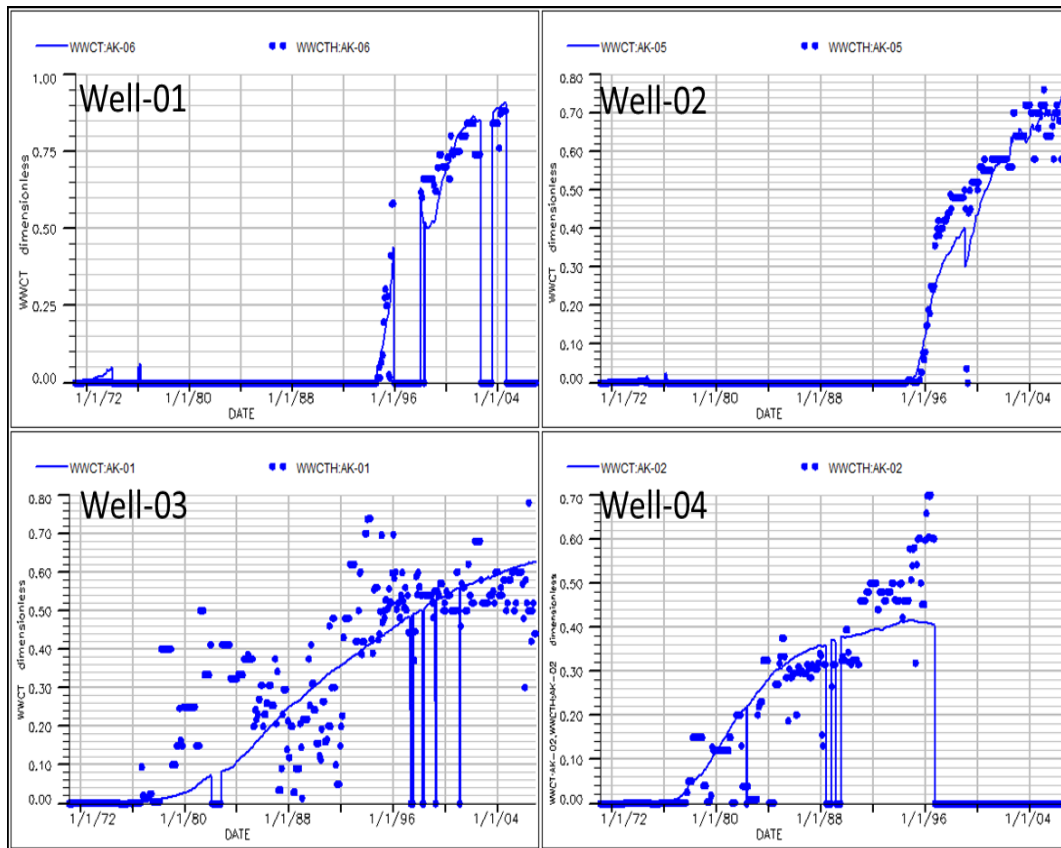 WWCT:AK-06 WWCTH:AK-06
Well-01
1.00
0.75
0.50
0.25
0.00
WWCT dimensionless
1/1/72 1/1/80 1/1/88 1/1/96 1/1/04
DATE
WWCT:AK-05 WWCTH:AK-05
Well-02
0.80
0.70
0.60
0.50
0.40
0.30
0.20
0.10
0.00
WWCT dimensionless
1/1/72 1/1/80 1/1/88 1/1/96 1/1/04
DATE
WWCT:AK-01 WWCTH:AK-01
Well-03
0.80
0.70
0.60
0.50
0.40
0.30
0.20
0.10
0.00
WWCT dimensionless
1/1/72 1/1/80 1/1/88 1/1/96 1/1/04
DATE
WWCT:AK-02 WWCTH:AK-02
Well-04
0.70
0.60
0.50
0.40
0.30
0.20
0.10
0.00
WWCT:AK-02,WWCTH:AK-02 dimensionless
1/1/72 1/1/80 1/1/88 1/1/96 1/1/04
DATE